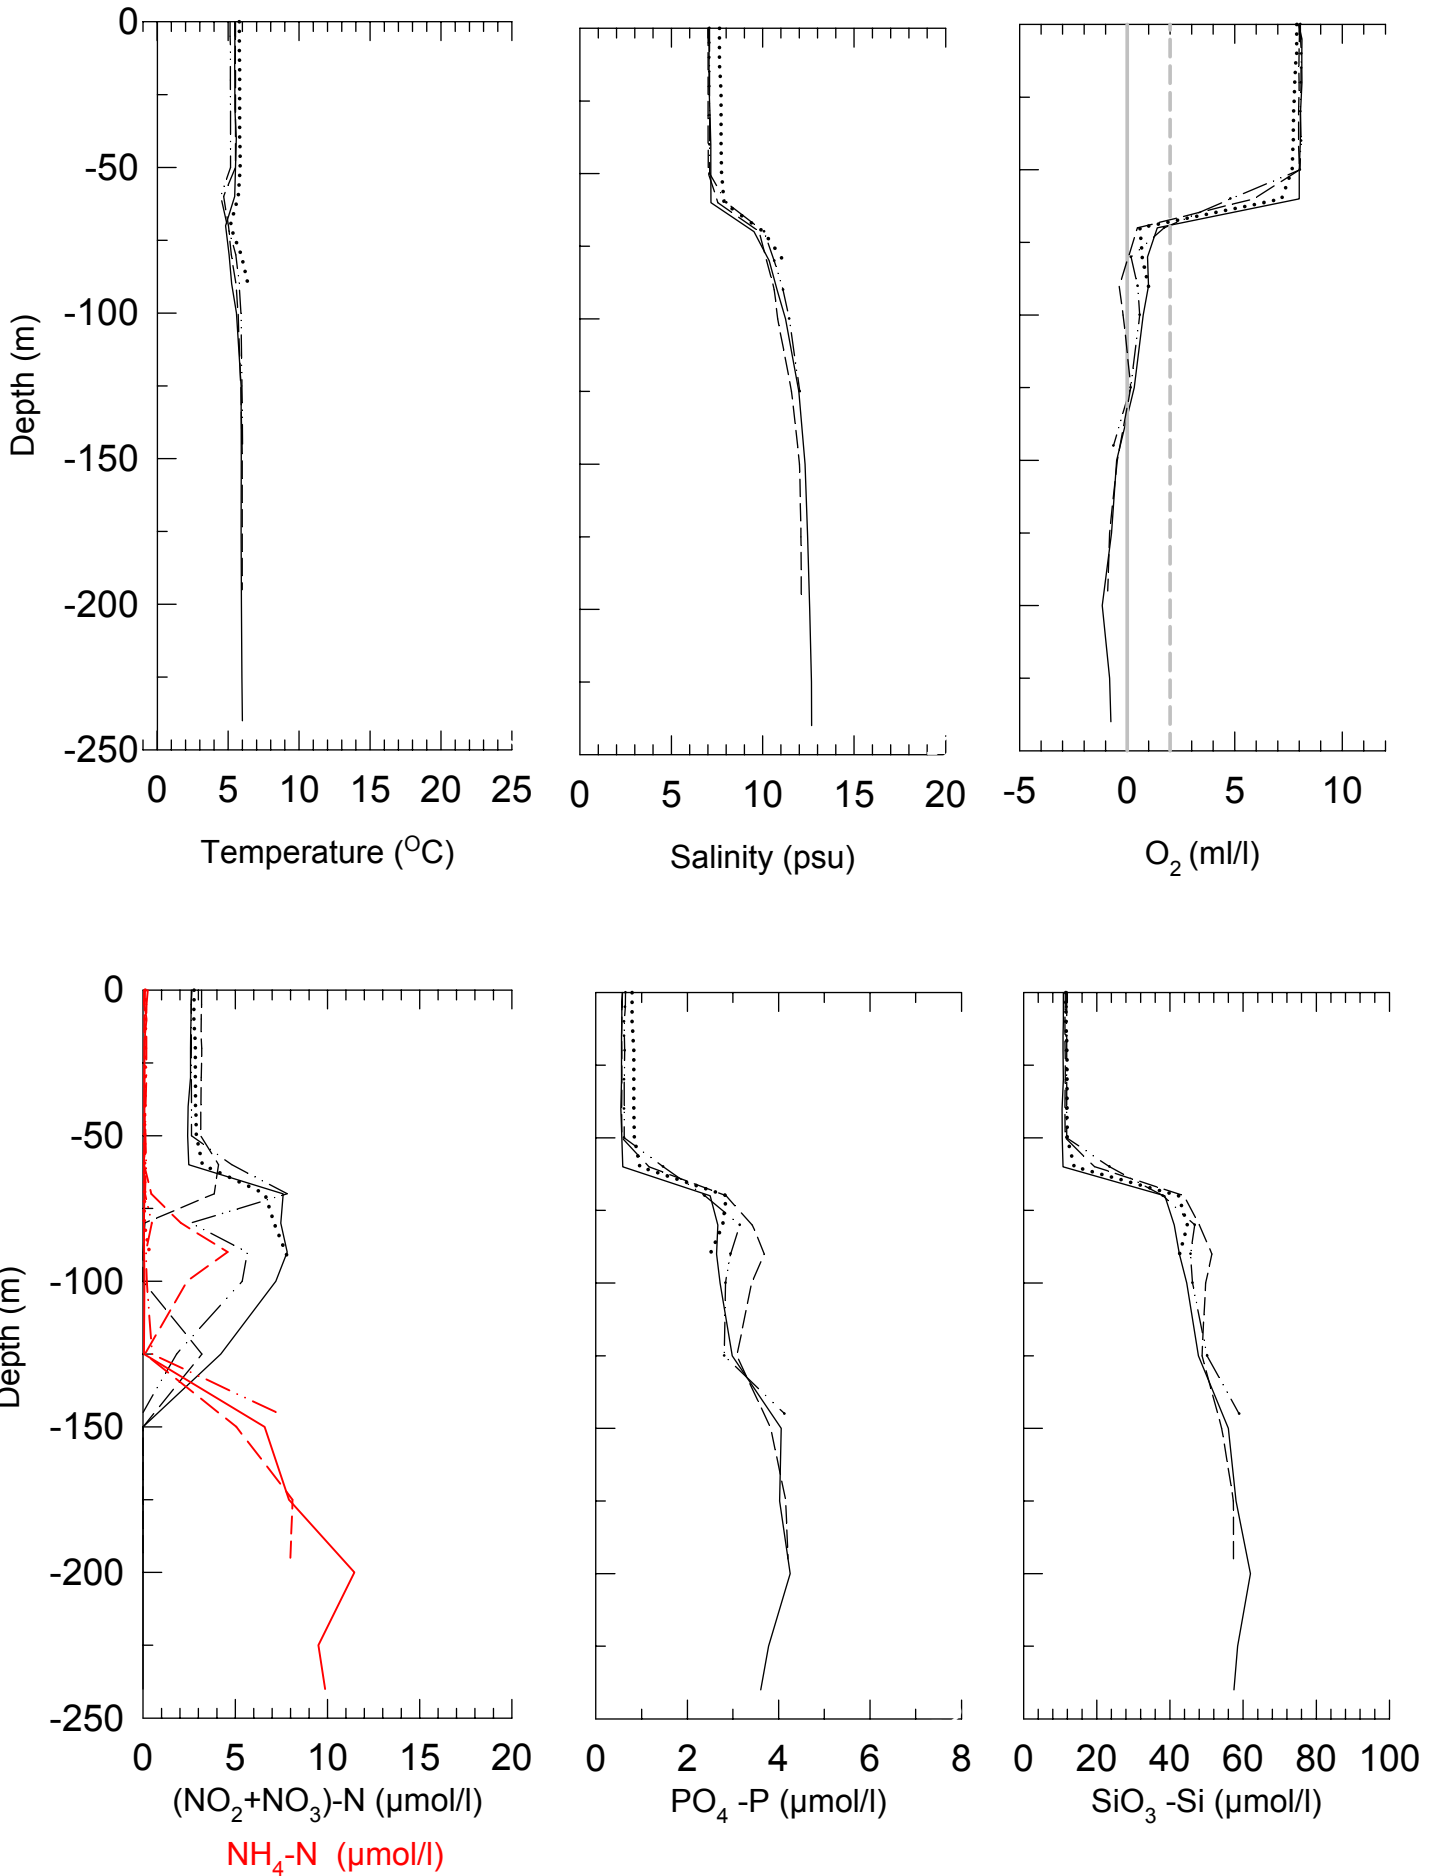 0
-50
-100
-150
-200
-250
Depth (m)
0 5 10 15 20 25
Temperature (OC)
0 5 10 15 20
Salinity (psu)
-5 0 5 10
O2 (ml/l)
0
-50
-100
-150
-200
-250
Depth (m)
0 5 10 15 20
(NO2+NO3)-N (µmol/l)
NH4-N (µmol/l)
0 2 4 6 8
PO4 -P (µmol/l)
0 20 40 60 80 100
SiO3 -Si (µmol/l)